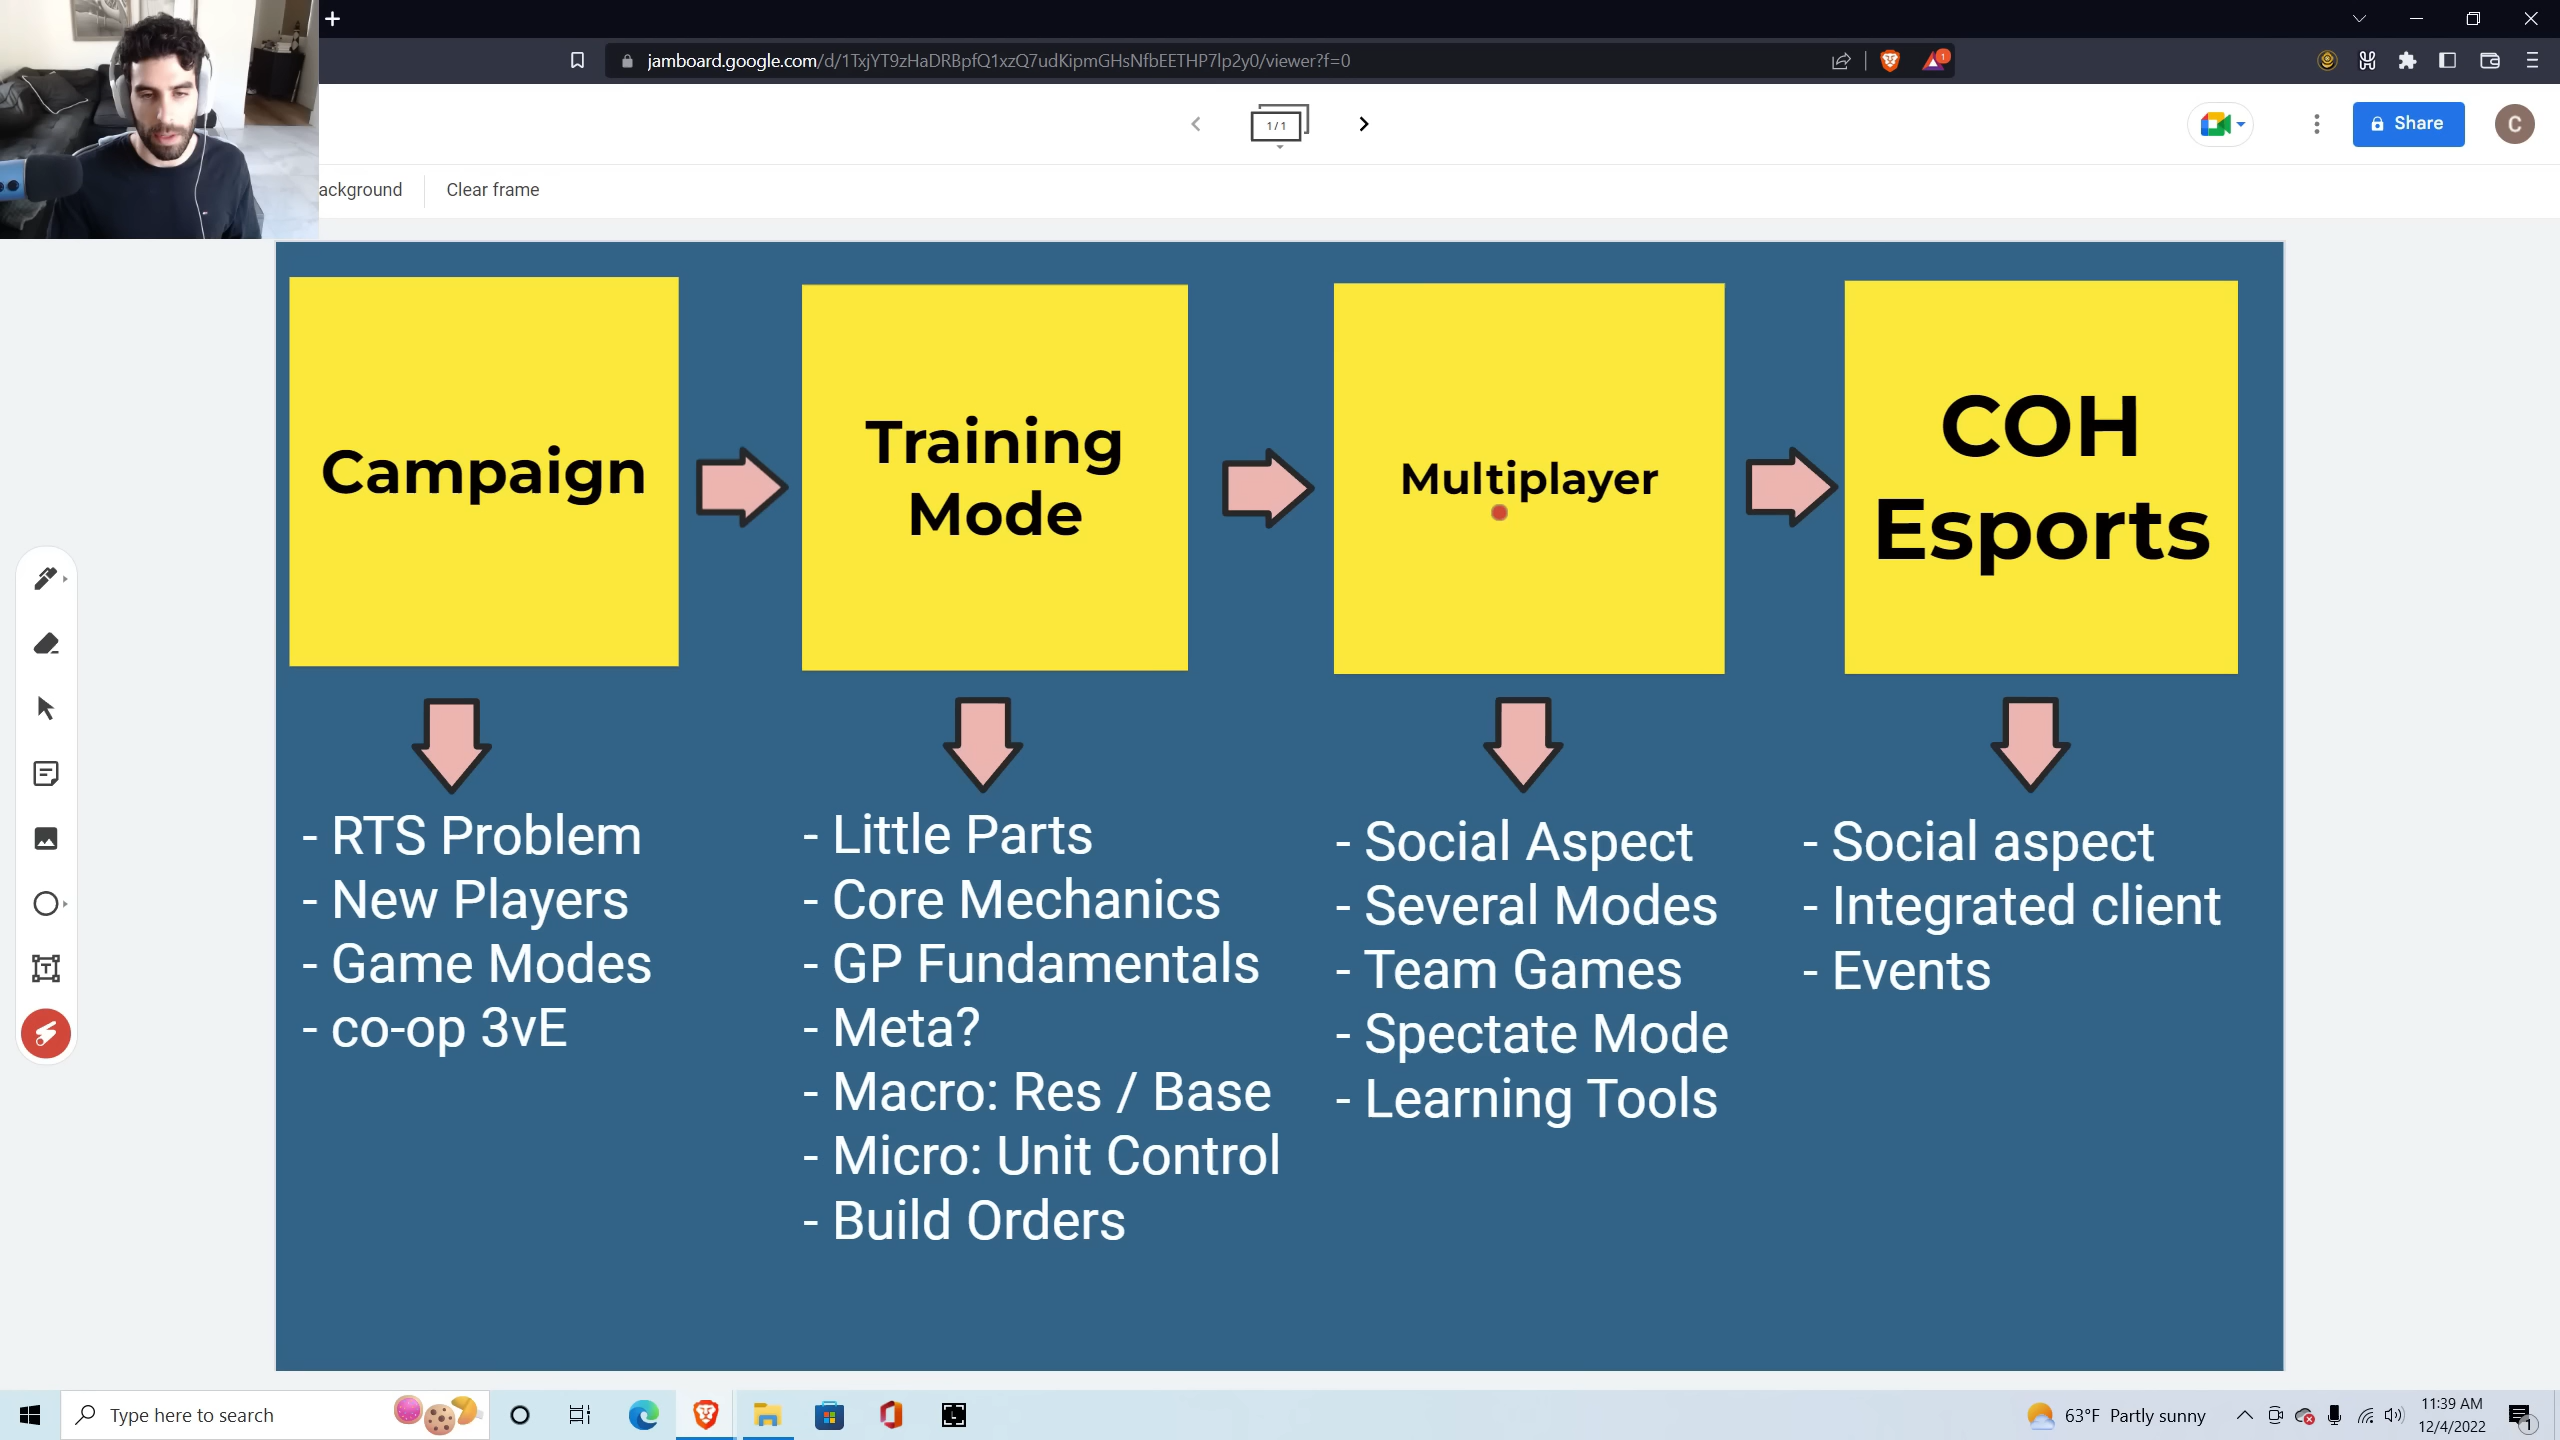 jamboard.google.com/d/1TxjYT9zHaDRBpfQ1xzQ7udKipmGHsNfbEETHP7lp2y0/viewer?f=0
1
1/1
Share
C
ackground
Clear frame
Campaign
Training
Mode
Multiplayer
COH
Esports
- RTS Problem
- New Players
- Game Modes
- co-op 3vE
- Little Parts
- Core Mechanics
- GP Fundamentals
- Meta?
- Macro: Res / Base
- Micro: Unit Control
- Build Orders
- Social Aspect
- Several Modes
- Team Games
- Spectate Mode
- Learning Tools
- Social aspect
- Integrated client
- Events
Type here to search
63°F Partly sunny
11:39 AM
12/4/2022
1